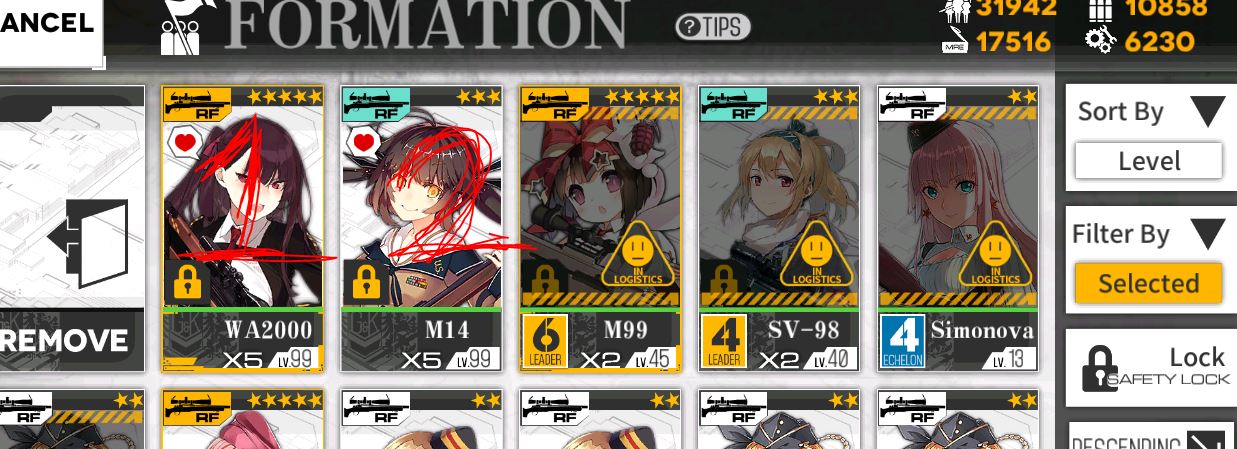 ANCEL
FORMATION
? TIPS
31942
10858
MRE
17516
6230
RF
RF
RF
RF
RF
1
2
IN LOGISTICS
IN LOGISTICS
IN LOGISTICS
REMOVE
WA2000
X5 LV.99
M14
X5 LV.99
6 LEADER
M99
X2 LV.45
4 LEADER
SV-98
X2 LV.40
4 ECHELON
Simonova
LV.13
Sort By
Level
Filter By
Selected
Lock
SAFETY LOCK
RF
RF
RF
RF
RF
RF
DESCENDING